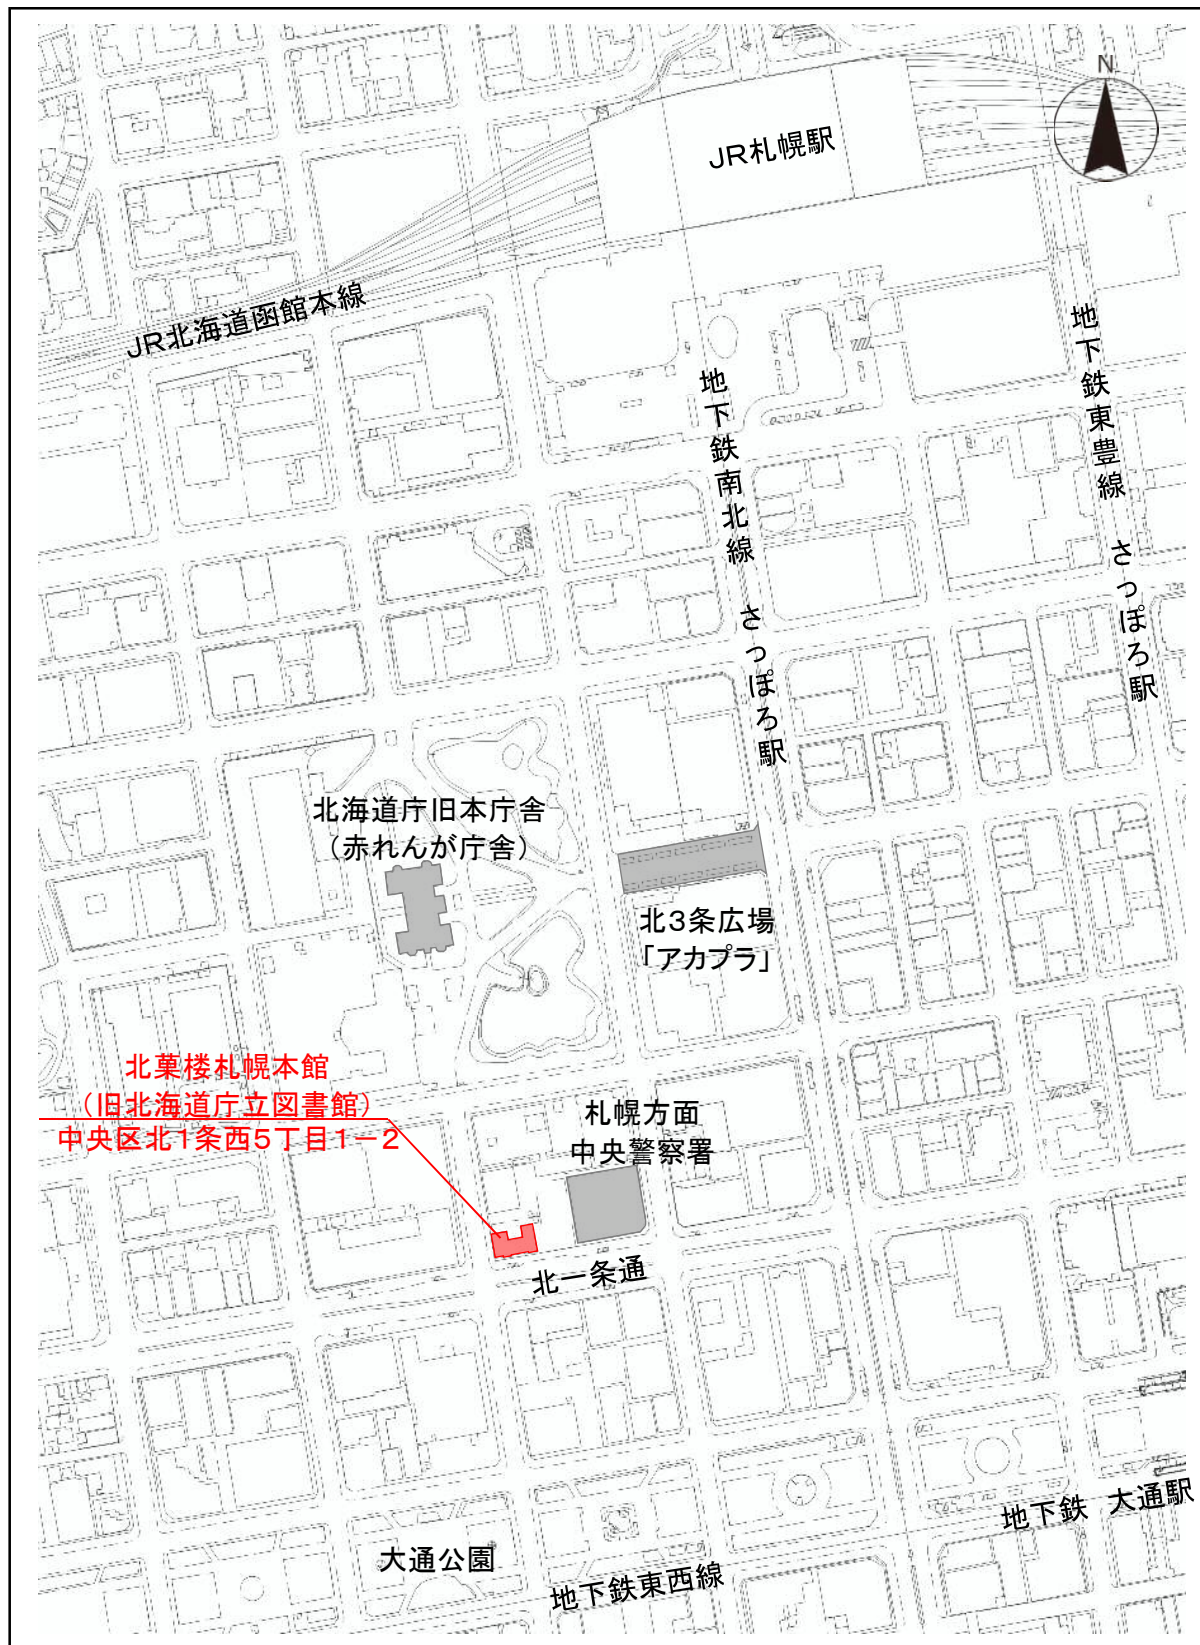 N
JR札幌駅
JR北海道函館本線
地下鉄南北線 さっぽろ駅
地下鉄東豊線 さっぽろ駅
北海道庁旧本庁舎
（赤れんが庁舎）
北3条広場
「アカプラ」
北菓楼札幌本館
（旧北海道庁立図書館）
中央区北1条西5丁目1－2
札幌方面
中央警察署
北一条通
地下鉄 大通駅
大通公園
地下鉄東西線